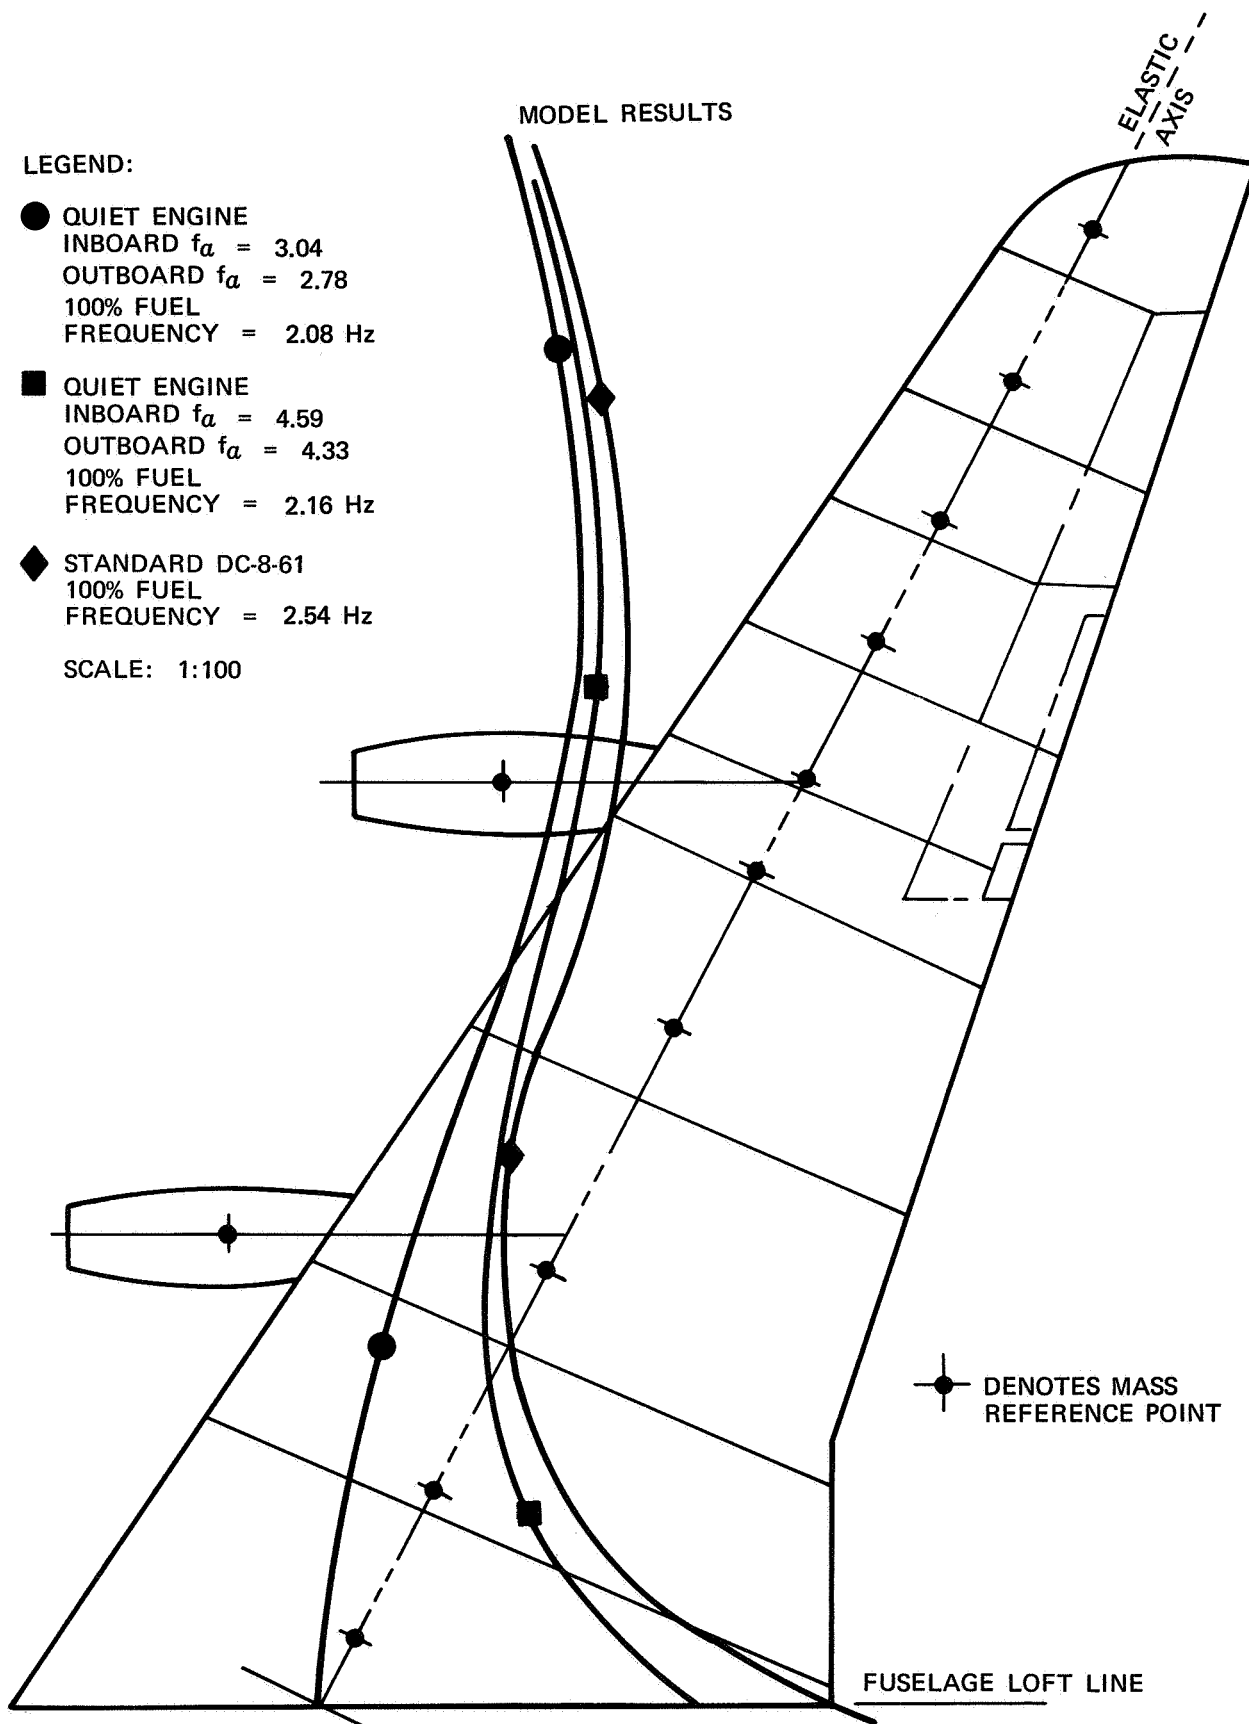 MODEL RESULTS
ELASTIC
AXIS
LEGEND:
QUIET ENGINE
INBOARD fa = 3.04
OUTBOARD fa = 2.78
100% FUEL
FREQUENCY = 2.08 Hz
QUIET ENGINE
INBOARD fa = 4.59
OUTBOARD fa = 4.33
100% FUEL
FREQUENCY = 2.16 Hz
STANDARD DC-8-61
100% FUEL
FREQUENCY = 2.54 Hz
SCALE: 1:100
DENOTES MASS
REFERENCE POINT
FUSELAGE LOFT LINE